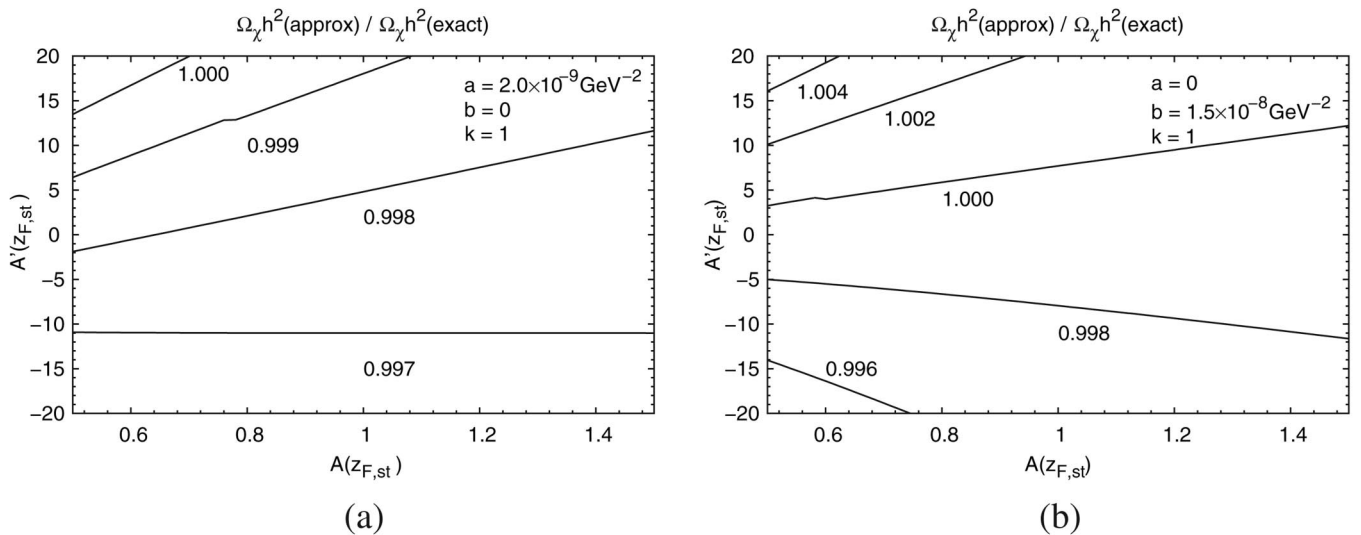 Ωχh²(approx) / Ωχh²(exact)
20
15
10
5
0
−5
−10
−15
−20
A'(z_F,st)
1.000
0.999
0.998
0.997
a = 2.0×10⁻⁹GeV⁻²
b = 0
k = 1
0.6 0.8 1 1.2 1.4
A(z_F,st)
(a)
Ωχh²(approx) / Ωχh²(exact)
20
15
10
5
0
−5
−10
−15
−20
A'(z_F,st)
1.004
1.002
1.000
0.998
0.996
a = 0
b = 1.5×10⁻⁸GeV⁻²
k = 1
0.6 0.8 1 1.2 1.4
A(z_F,st)
(b)